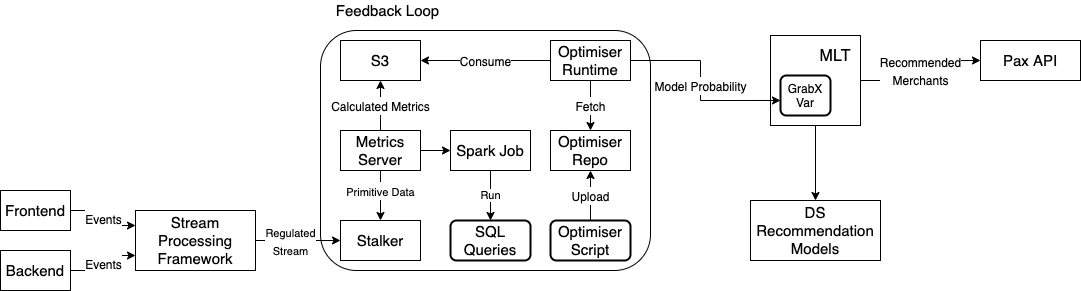 Feedback Loop
S3
Consume
Optimiser
Runtime
Calculated Metrics
Fetch
Model Probability
MLT
GrabX
Var
Recommended
Merchants
Pax API
Metrics
Server
Spark Job
Optimiser
Repo
Primitive Data
Run
Upload
Frontend
Events
Backend
Events
Stream
Processing
Framework
Regulated
Stream
Stalker
SQL
Queries
Optimiser
Script
DS
Recommendation
Models